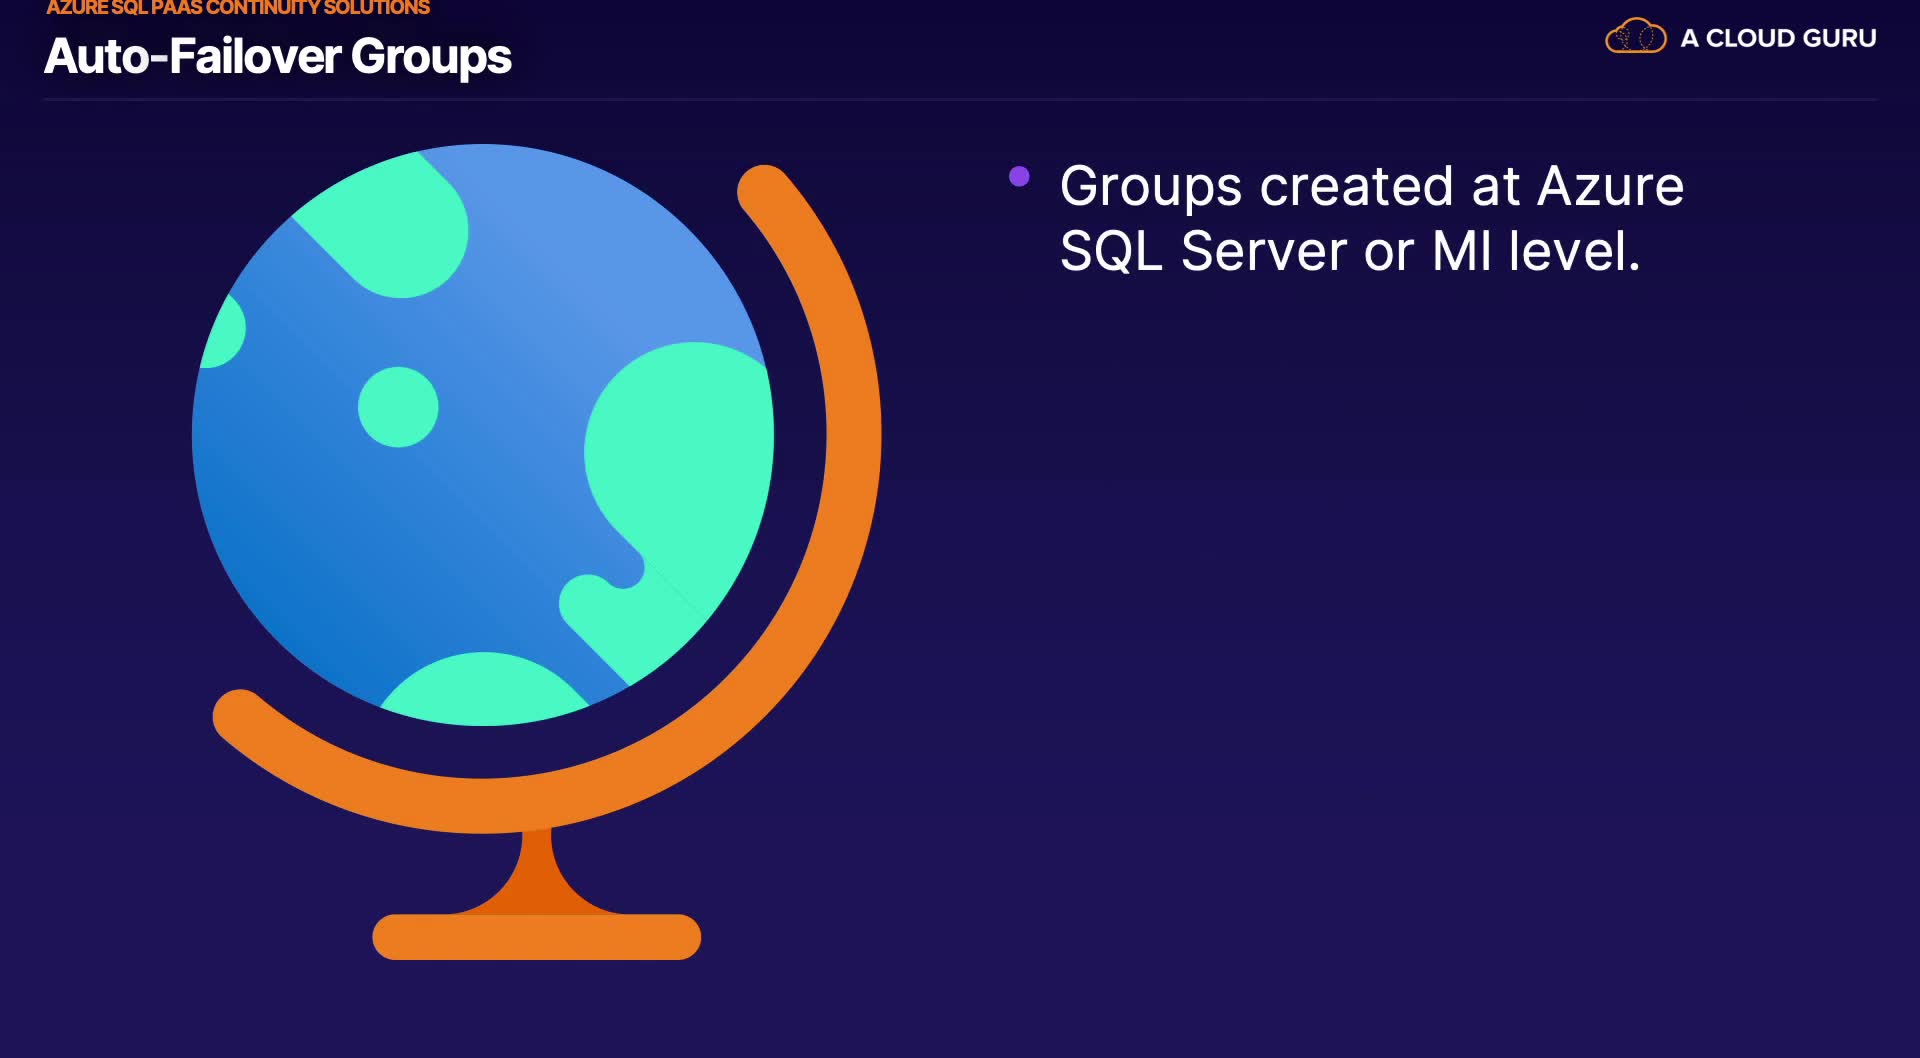 AZURE SQL PAAS CONTINUITY SOLUTIONS
Auto-Failover Groups
A CLOUD GURU
Groups created at Azure
SQL Server or MI level.